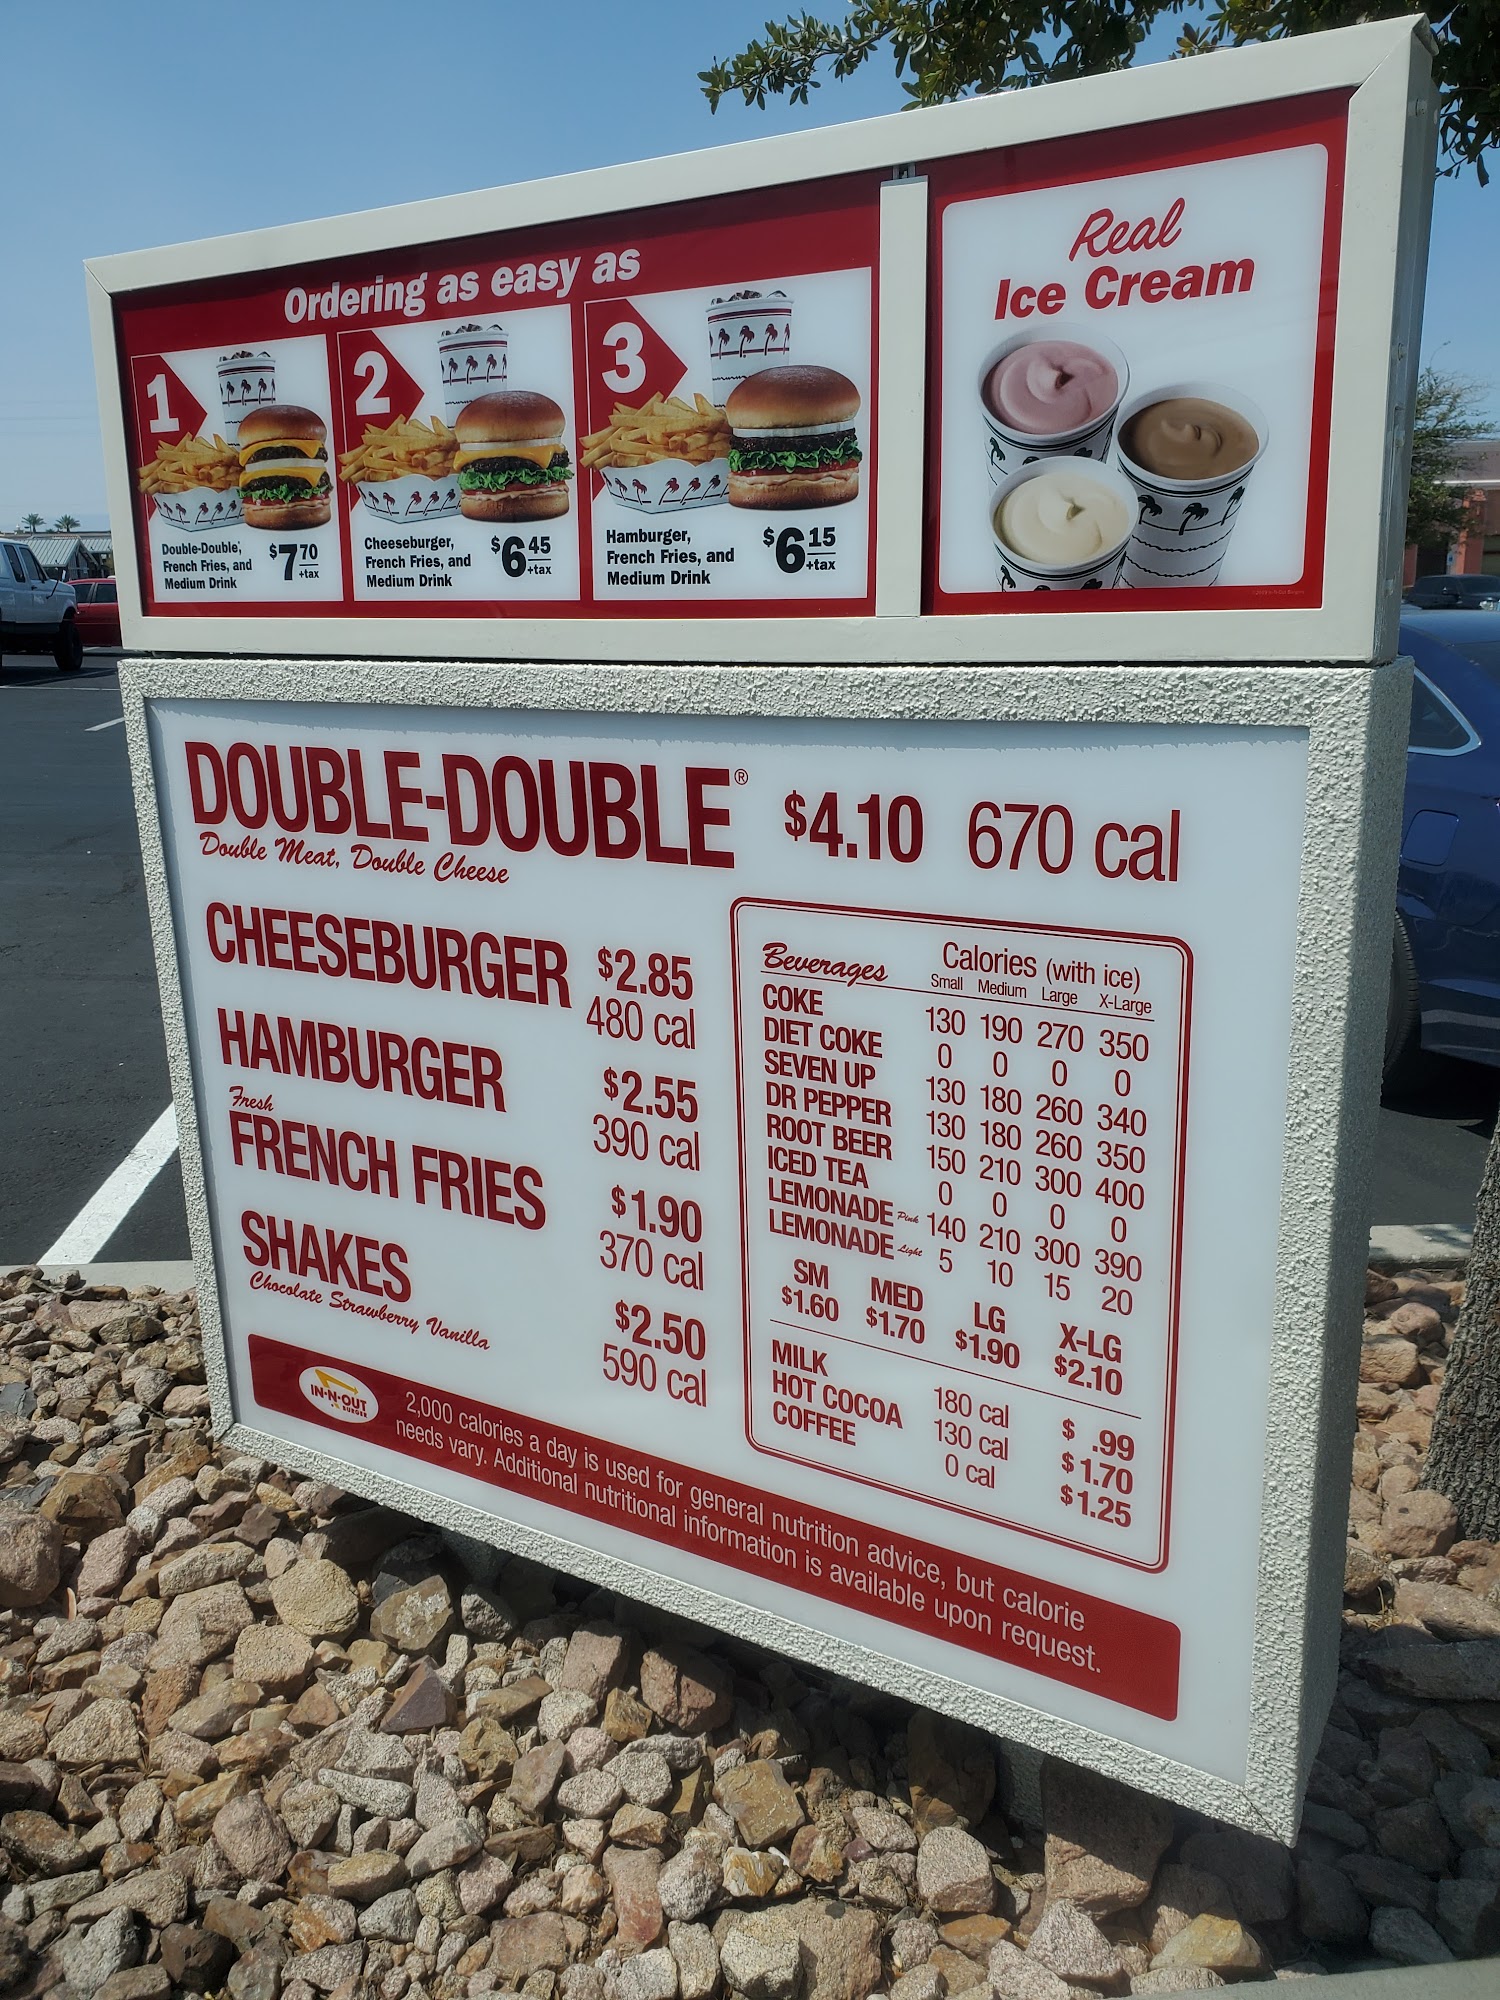 Ordering as easy as
1
Double-Double,
French Fries, and
Medium Drink
$7 70
+tax
2
Cheeseburger,
French Fries, and
Medium Drink
$6 45
+tax
3
Hamburger,
French Fries, and
Medium Drink
$6 15
+tax
Real
Ice Cream
DOUBLE-DOUBLE® $4.10 670 cal
Double Meat, Double Cheese
CHEESEBURGER $2.85
480 cal
HAMBURGER $2.55
390 cal
Fresh
FRENCH FRIES $1.90
370 cal
SHAKES $2.50
Chocolate Strawberry Vanilla 590 cal
Beverages Calories (with ice)
Small Medium Large X-Large
COKE 130 190 270 350
DIET COKE 0 0 0 0
SEVEN UP 130 180 260 340
DR PEPPER 130 180 260 350
ROOT BEER 150 210 300 400
ICED TEA 0 0 0 0
LEMONADE Pink 140 210 300 390
LEMONADE Light 5 10 15 20
SM MED LG X-LG
$1.60 $1.70 $1.90 $2.10
MILK 180 cal $ .99
HOT COCOA 130 cal $1.70
COFFEE 0 cal $1.25
IN-N-OUT
BURGER
2,000 calories a day is used for general nutrition advice, but calorie
needs vary. Additional nutritional information is available upon request.